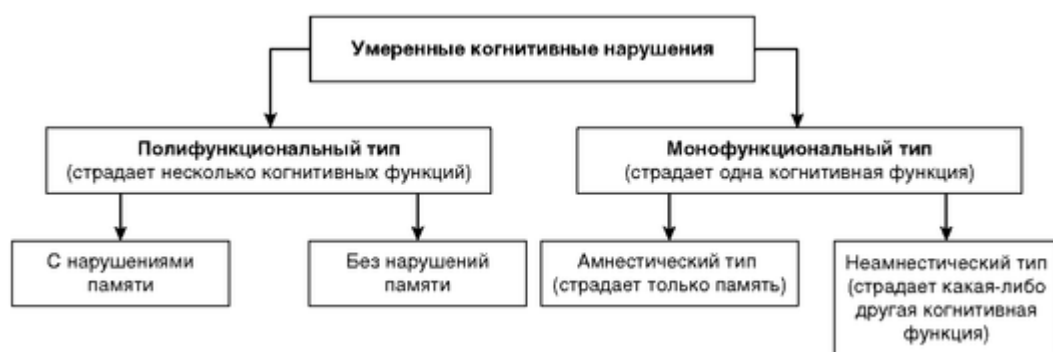 Умеренные когнитивные нарушения
Полифункциональный тип
(страдает несколько когнитивных функций)
Монофункциональный тип
(страдает одна когнитивная функция)
С нарушениями
памяти
Без нарушений
памяти
Амнестический тип
(страдает только память)
Неамнестический тип
(страдает какая-либо
другая когнитивная
функция)